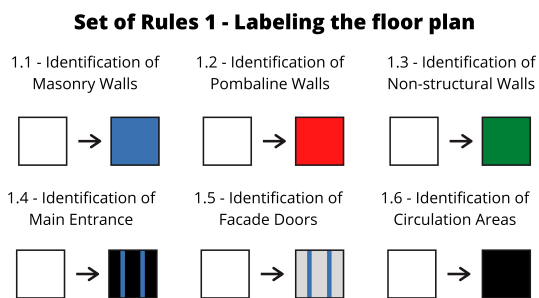 Set of Rules 1 - Labeling the floor plan
1.1 - Identification of
Masonry Walls
1.2 - Identification of
Pombaline Walls
1.3 - Identification of
Non-structural Walls
1.4 - Identification of
Main Entrance
1.5 - Identification of
Facade Doors
1.6 - Identification of
Circulation Areas